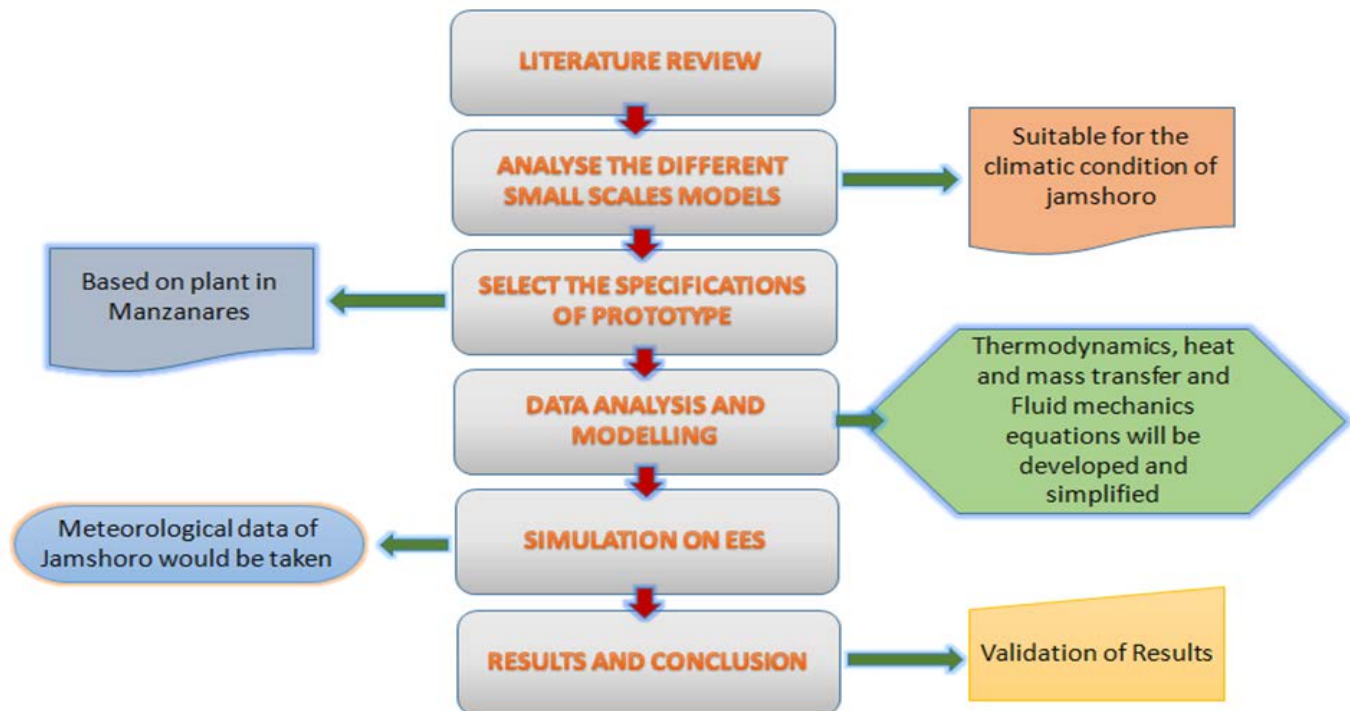 LITERATURE REVIEW
ANALYSE THE DIFFERENT
SMALL SCALES MODELS
Suitable for the
climatic condition of
jamshoro
SELECT THE SPECIFICATIONS
OF PROTOTYPE
Based on plant in
Manzanares
DATA ANALYSIS AND
MODELLING
Thermodynamics, heat
and mass transfer and
Fluid mechanics
equations will be
developed and
simplified
SIMULATION ON EES
Meteorological data of
Jamshoro would be taken
RESULTS AND CONCLUSION
Validation of Results